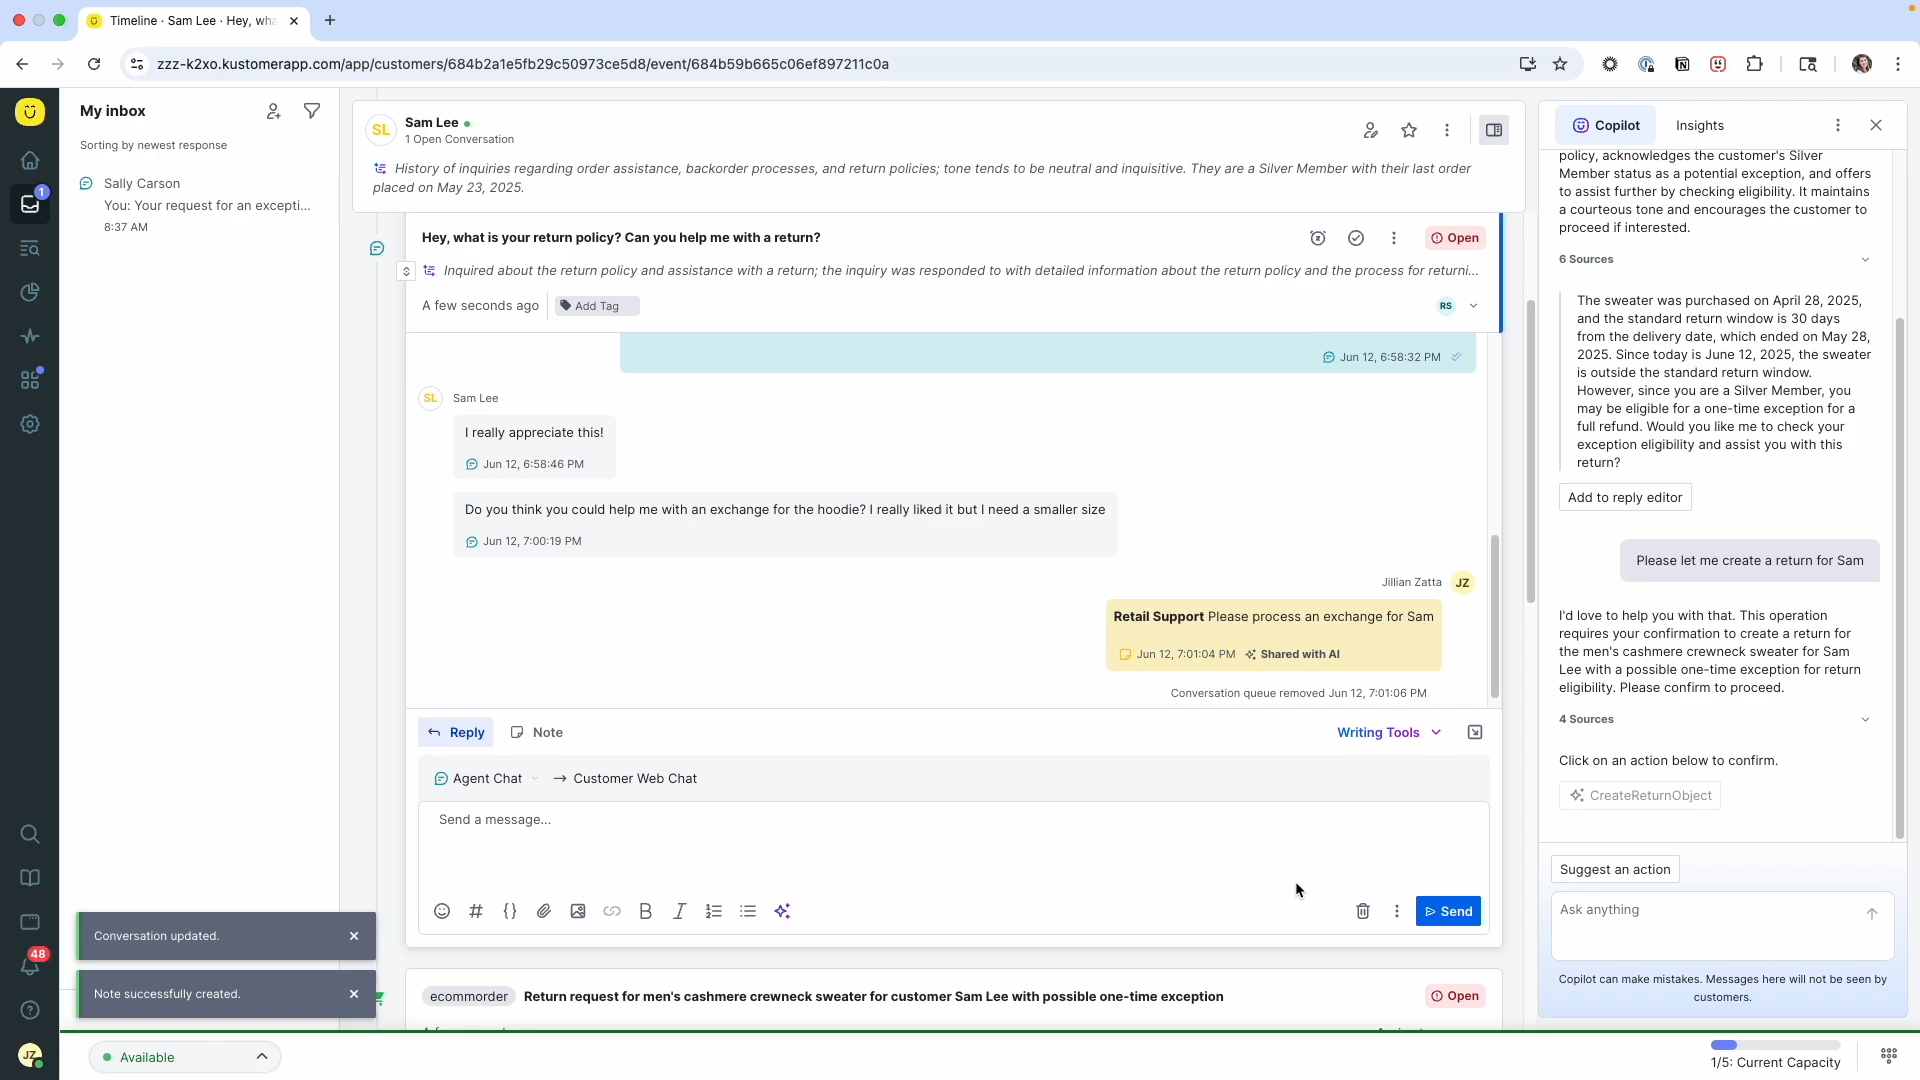 Timeline · Sam Lee · Hey, wha
zzz-k2xo.kustomerapp.com/app/customers/684b2a1e5fb29c50973ce5d8/event/684b59b665c06ef897211c0a
My inbox
Sorting by newest response
Sally Carson
You: Your request for an excepti...
8:37 AM
1
SL
Sam Lee
1 Open Conversation
History of inquiries regarding order assistance, backorder processes, and return policies; tone tends to be neutral and inquisitive. They are a Silver Member with their last order
placed on May 23, 2025.
Hey, what is your return policy? Can you help me with a return?
Open
Inquired about the return policy and assistance with a return; the inquiry was responded to with detailed information about the return policy and the process for returni...
A few seconds ago
Add Tag
RS
Jun 12, 6:58:32 PM
SL
Sam Lee
I really appreciate this!
Jun 12, 6:58:46 PM
Do you think you could help me with an exchange for the hoodie? I really liked it but I need a smaller size
Jun 12, 7:00:19 PM
Jillian Zatta
JZ
Retail Support Please process an exchange for Sam
Jun 12, 7:01:04 PM
Shared with AI
Conversation queue removed Jun 12, 7:01:06 PM
Reply
Note
Writing Tools
Agent Chat
Customer Web Chat
Send a message...
Send
ecommorder
Return request for men's cashmere crewneck sweater for customer Sam Lee with possible one-time exception
Open
Conversation updated.
Note successfully created.
48
JZ
Available
1/5: Current Capacity
Copilot
Insights
policy, acknowledges the customer's Silver
Member status as a potential exception, and offers
to assist further by checking eligibility. It maintains
a courteous tone and encourages the customer to
proceed if interested.
6 Sources
The sweater was purchased on April 28, 2025,
and the standard return window is 30 days
from the delivery date, which ended on May 28,
2025. Since today is June 12, 2025, the sweater
is outside the standard return window.
However, since you are a Silver Member, you
may be eligible for a one-time exception for a
full refund. Would you like me to check your
exception eligibility and assist you with this
return?
Add to reply editor
Please let me create a return for Sam
I'd love to help you with that. This operation
requires your confirmation to create a return for
the men's cashmere crewneck sweater for Sam
Lee with a possible one-time exception for return
eligibility. Please confirm to proceed.
4 Sources
Click on an action below to confirm.
CreateReturnObject
Suggest an action
Ask anything
Copilot can make mistakes. Messages here will not be seen by
customers.